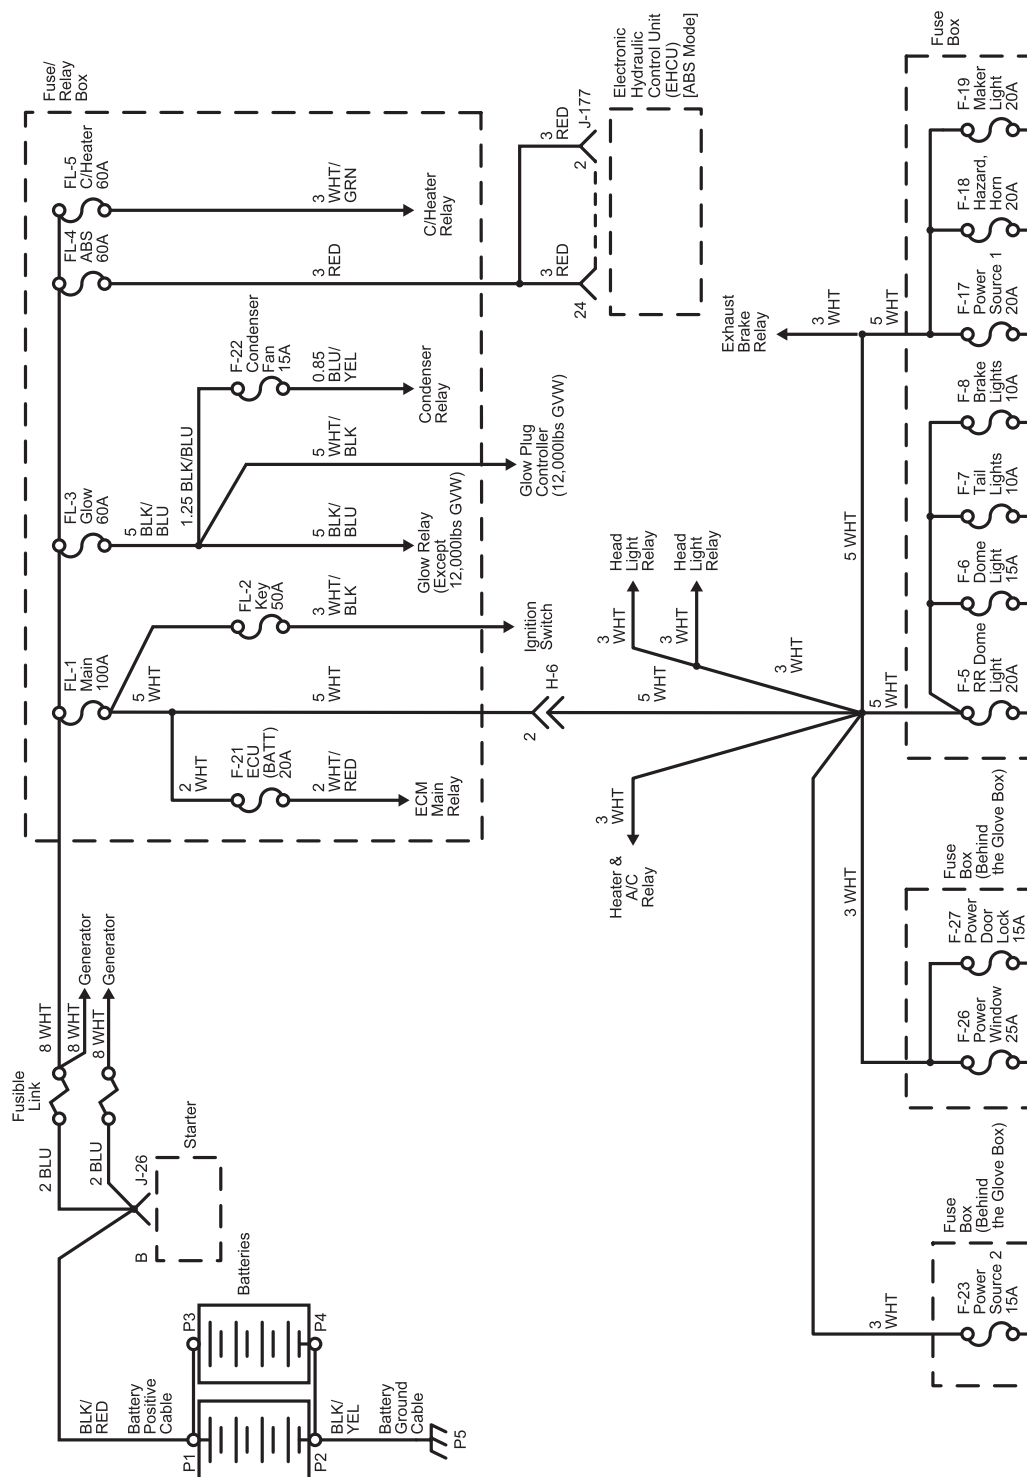 Fuse/
Relay
Box
FL-5
C/Heater
60A
3
WHT/
GRN
C/Heater
Relay
FL-4
ABS
60A
3
RED
3
RED
2
J-177
3
RED
24
Electronic
Hydraulic
Control Unit
(EHCU)
[ABS Mode]
F-22
Condenser
Fan
15A
0.85
BLU/
YEL
Condenser
Relay
1.25 BLK/BLU
FL-3
Glow
60A
5
BLK/
BLU
5
WHT/
BLK
Glow Plug
Controller
(12,000lbs GVW)
5
BLK/
BLU
Glow Relay
(Except
12,000lbs GVW)
FL-2
Key
50A
3
WHT/
BLK
Ignition
Switch
FL-1
Main
100A
5
WHT
5
WHT
2
WHT
F-21
ECU
(BATT)
20A
2
WHT/
RED
ECM
Main
Relay
H-6
2
5
WHT
Head
Light
Relay
Head
Light
Relay
3
WHT
3
WHT
3
WHT
3
WHT
Heater &
A/C
Relay
Exhaust
Brake
Relay
3
WHT
5
WHT
5 WHT
5
WHT
3 WHT
3
WHT
Fuse
Box
F-19
Maker
Light
20A
F-18
Hazard,
Horn
20A
F-17
Power
Source 1
20A
F-8
Brake
Lights
10A
F-7
Tail
Lights
10A
F-6
Dome
Light
15A
F-5
RR Dome
Light
20A
Fuse
Box
(Behind
the Glove Box)
F-27
Power
Door
Lock
15A
F-26
Power
Window
25A
Fuse
Box
(Behind
the Glove Box)
F-23
Power
Source 2
15A
Generator
Generator
8 WHT
8 WHT
8 WHT
Fusible
Link
2 BLU
2 BLU
J-26
Starter
B
Batteries
P3
P4
P1
P2
BLK/
RED
Battery
Positive
Cable
BLK/
YEL
Battery
Ground
Cable
P5